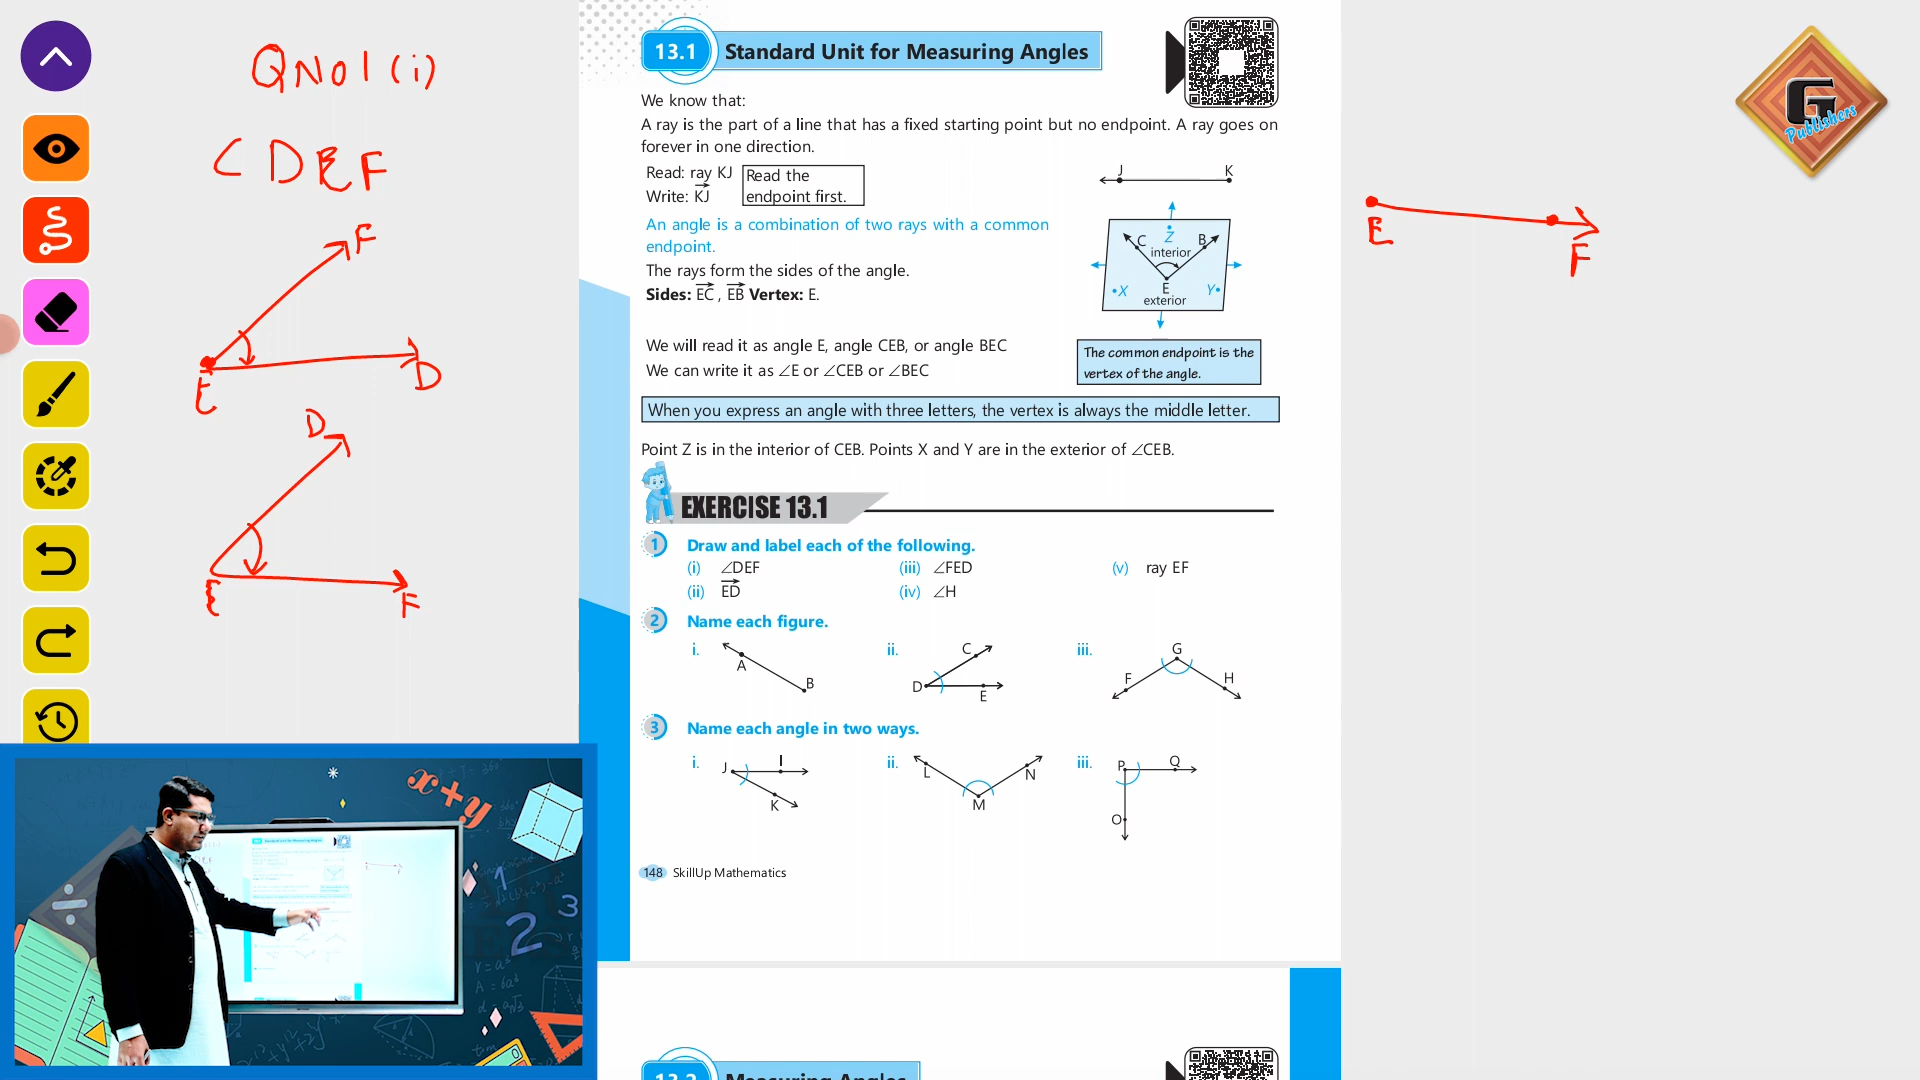 QNo1(i)
∠DEF
F
E
D
D
E
F
13.1 Standard Unit for Measuring Angles
We know that:
A ray is the part of a line that has a fixed starting point but no endpoint. A ray goes on
forever in one direction.
Read: ray KJ
Write: KJ
Read the
endpoint first.
J K
An angle is a combination of two rays with a common
endpoint.
The rays form the sides of the angle.
Sides: EC , EB Vertex: E.
C Z B
interior
•X E Y•
exterior
We will read it as angle E, angle CEB, or angle BEC
We can write it as ∠E or ∠CEB or ∠BEC
The common endpoint is the
vertex of the angle.
When you express an angle with three letters, the vertex is always the middle letter.
Point Z is in the interior of CEB. Points X and Y are in the exterior of ∠CEB.
EXERCISE 13.1
1 Draw and label each of the following.
(i) ∠DEF (iii) ∠FED (v) ray EF
(ii) ED (iv) ∠H
2 Name each figure.
i. A B ii. C D E iii. G F H
3 Name each angle in two ways.
i. J I K ii. L M N iii. P Q O
148 SkillUp Mathematics
13.2 Measuring Angles
E F
G
Publishers
x+y
1
2
3